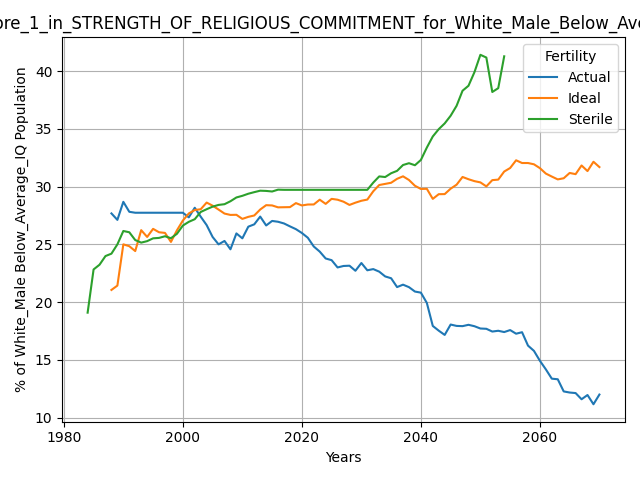 ore_1_in_STRENGTH_OF_RELIGIOUS_COMMITMENT_for_White_Male_Below_Ave
% of White_Male Below_Average_IQ Population
40
35
30
25
20
15
10
Fertility
Actual
Ideal
Sterile
1980
2000
2020
2040
2060
Years